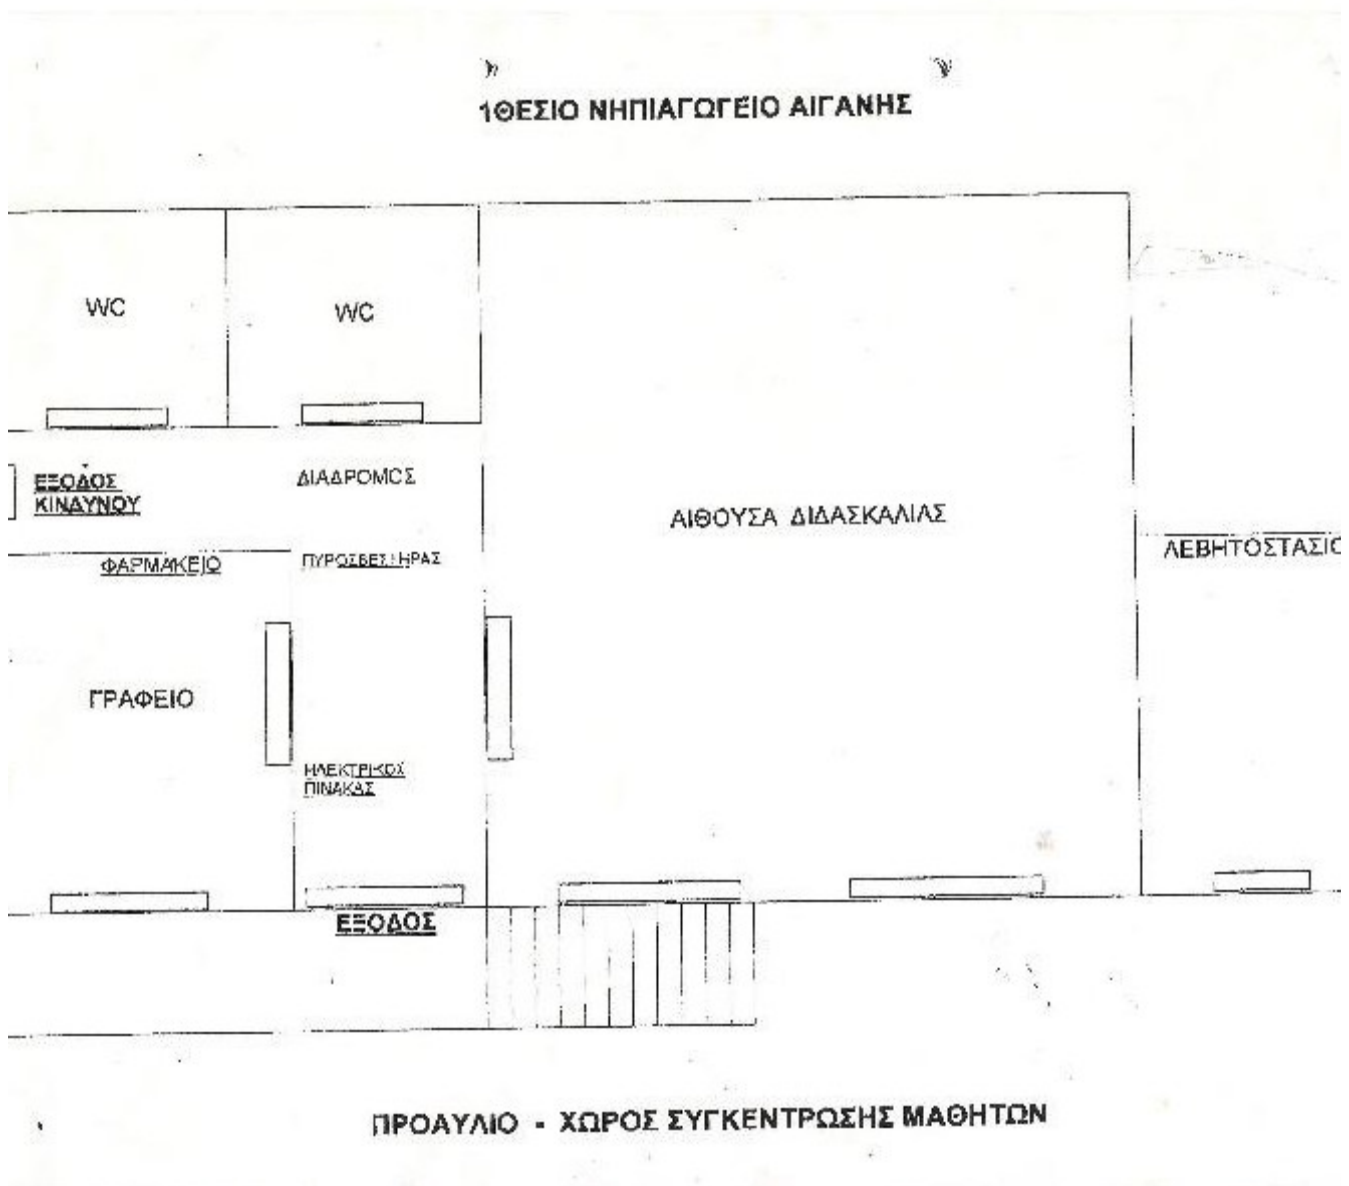 1ΘΕΣΙΟ ΝΗΠΙΑΓΩΓΕΙΟ ΑΙΓΑΝΗΣ
WC
WC
ΕΞΟΔΟΣ
ΚΙΝΔΥΝΟΥ
ΔΙΑΔΡΟΜΟΣ
ΑΙΘΟΥΣΑ ΔΙΔΑΣΚΑΛΙΑΣ
ΛΕΒΗΤΟΣΤΑΣΙΟ
ΦΑΡΜΑΚΕΙΟ
ΠΥΡΟΣΒΕΣΤΗΡΑΣ
ΓΡΑΦΕΙΟ
ΗΛΕΚΤΡΙΚΟΣ
ΠΙΝΑΚΑΣ
ΕΞΟΔΟΣ
ΠΡΟΑΥΛΙΟ - ΧΩΡΟΣ ΣΥΓΚΕΝΤΡΩΣΗΣ ΜΑΘΗΤΩΝ